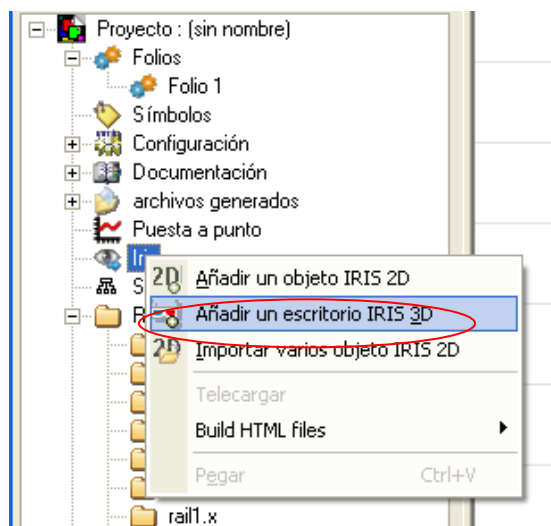 Proyecto : (sin nombre)
Folios
Folio 1
Símbolos
Configuración
Documentación
archivos generados
Puesta a punto
Iris
S
Añadir un objeto IRIS 2D
Añadir un escritorio IRIS 3D
Importar varios objeto IRIS 2D
Telecargar
Build HTML files
Pegar Ctrl+V
rail1.x